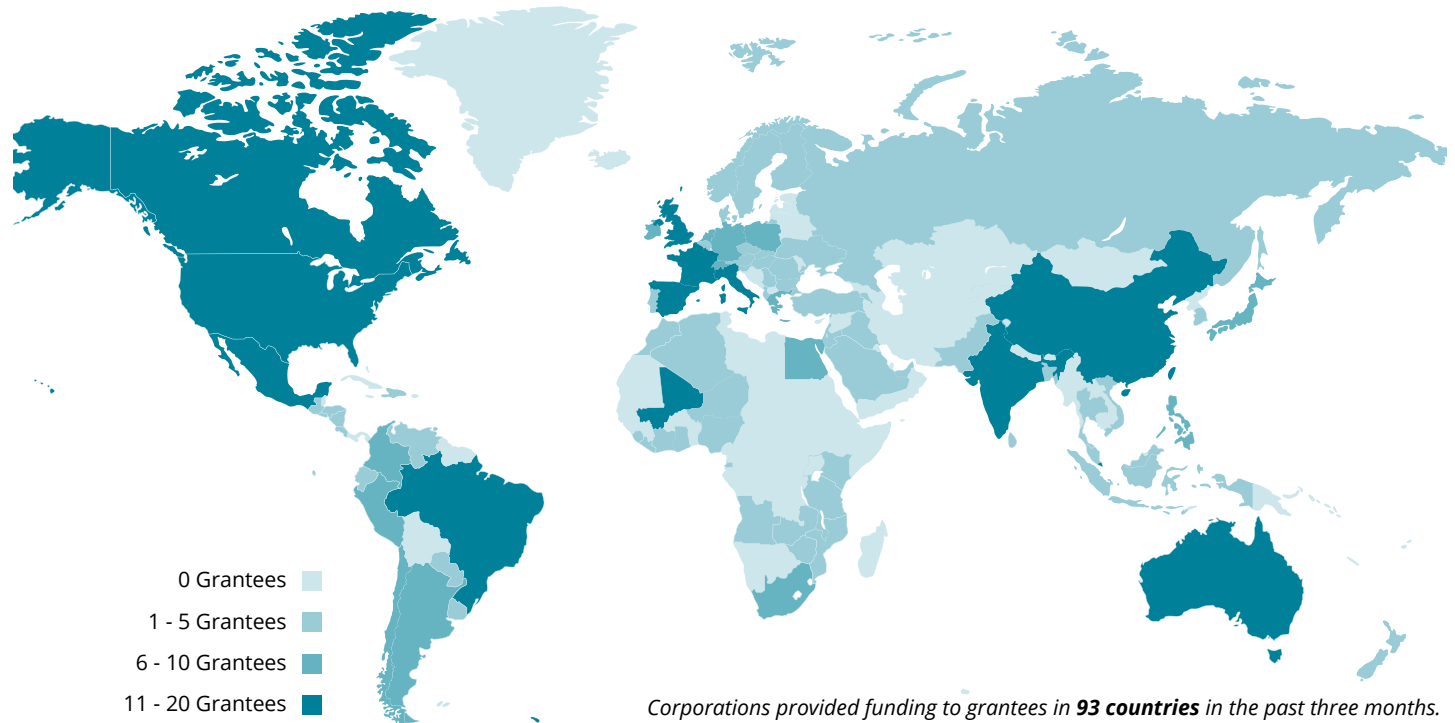 0 Grantees
1 - 5 Grantees
6 - 10 Grantees
11 - 20 Grantees
Corporations provided funding to grantees in 93 countries in the past three months.